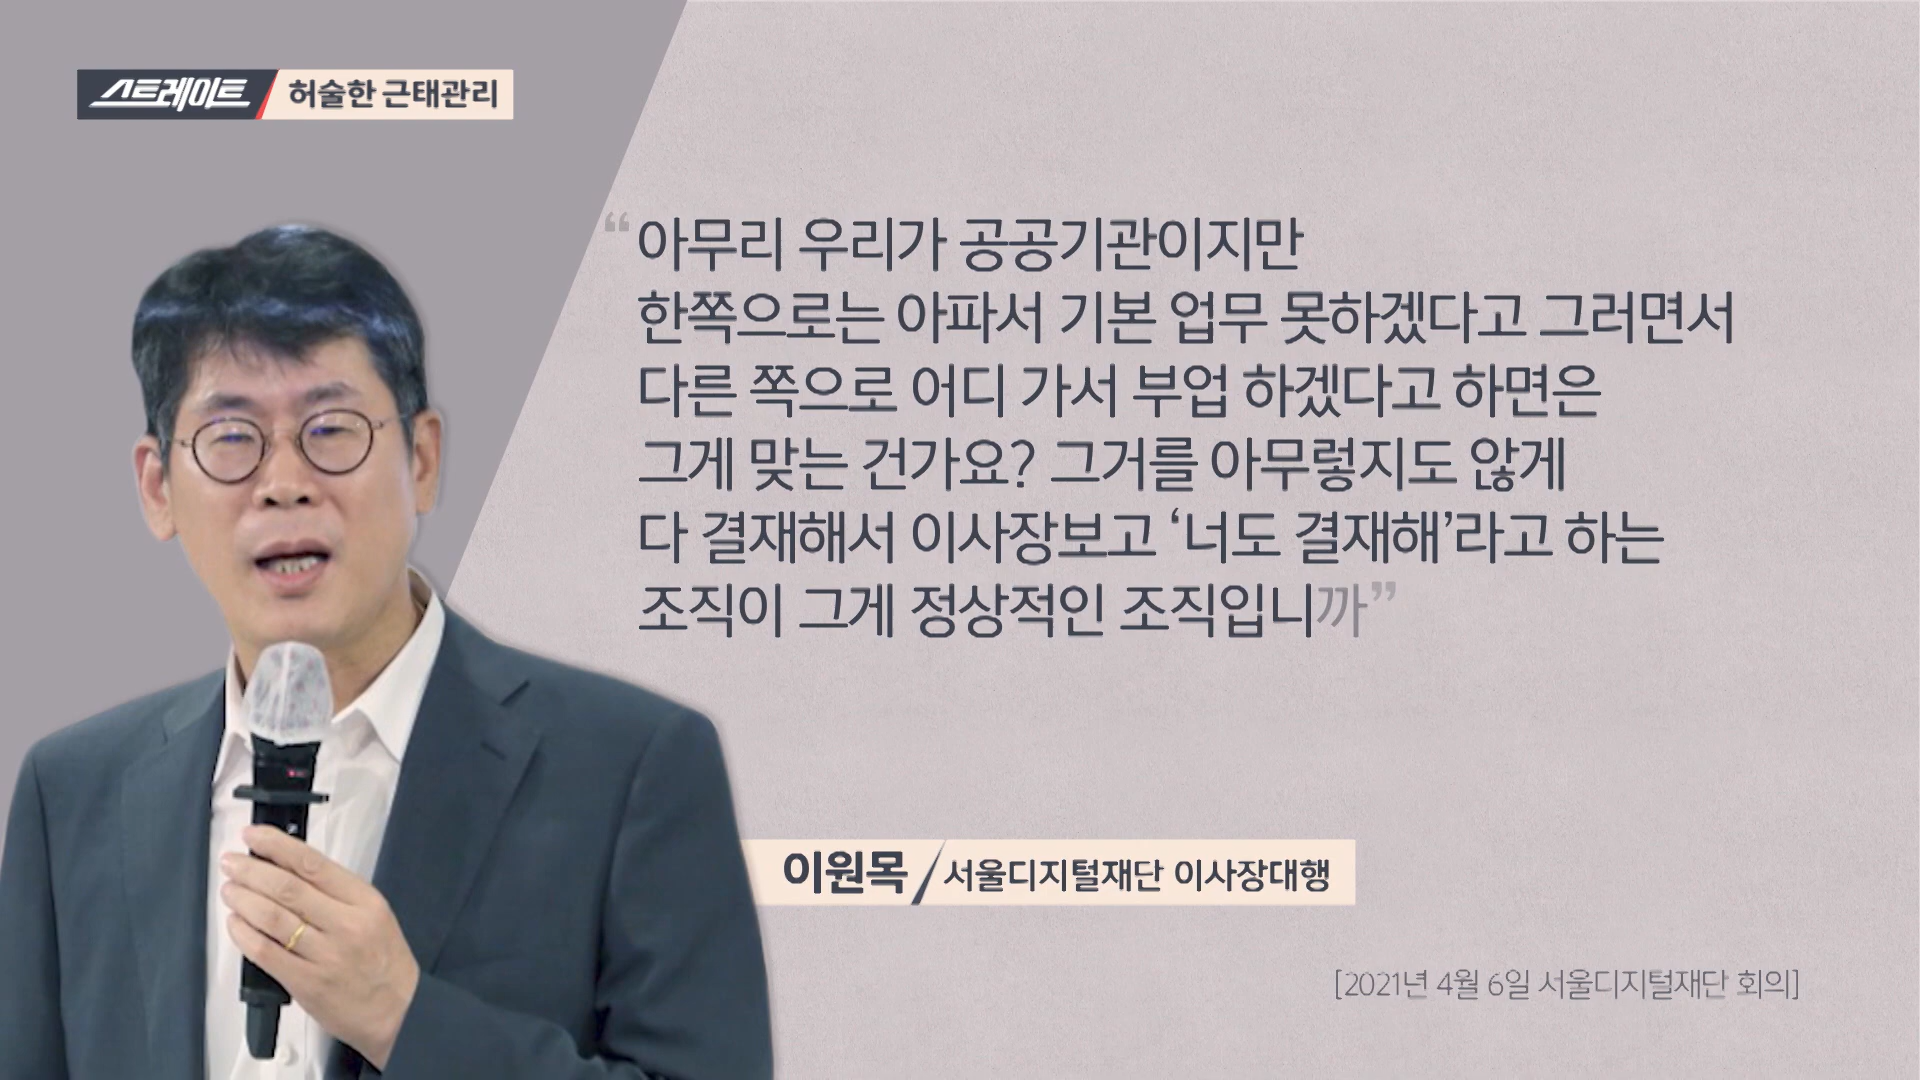 스트레이트 허술한 근태관리
“아무리 우리가 공공기관이지만
한쪽으로는 아파서 기본 업무 못하겠다고 그러면서
다른 쪽으로 어디 가서 부업 하겠다고 하면은
그게 맞는 건가요? 그거를 아무렇지도 않게
다 결재해서 이사장보고 ‘너도 결재해’라고 하는
조직이 그게 정상적인 조직입니까”
이원목/서울디지털재단 이사장대행
[2021년 4월 6일 서울디지털재단 회의]